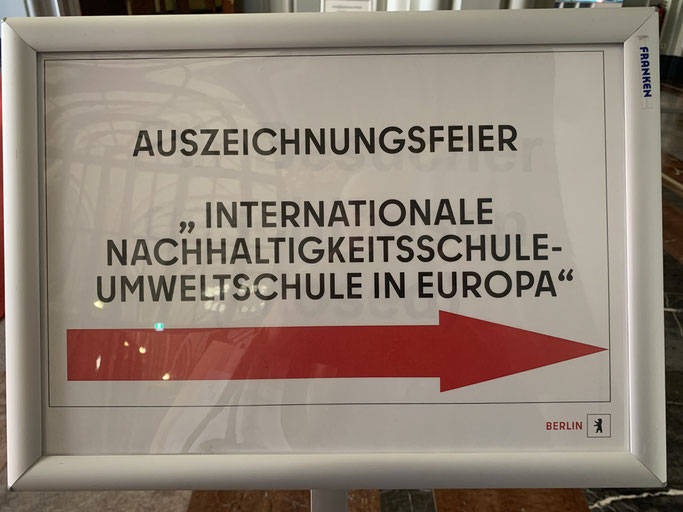 FRANKEN
AUSZEICHNUNGSFEIER
„ INTERNATIONALE
NACHHALTIGKEITSSCHULE-
UMWELTSCHULE IN EUROPA“
BERLIN